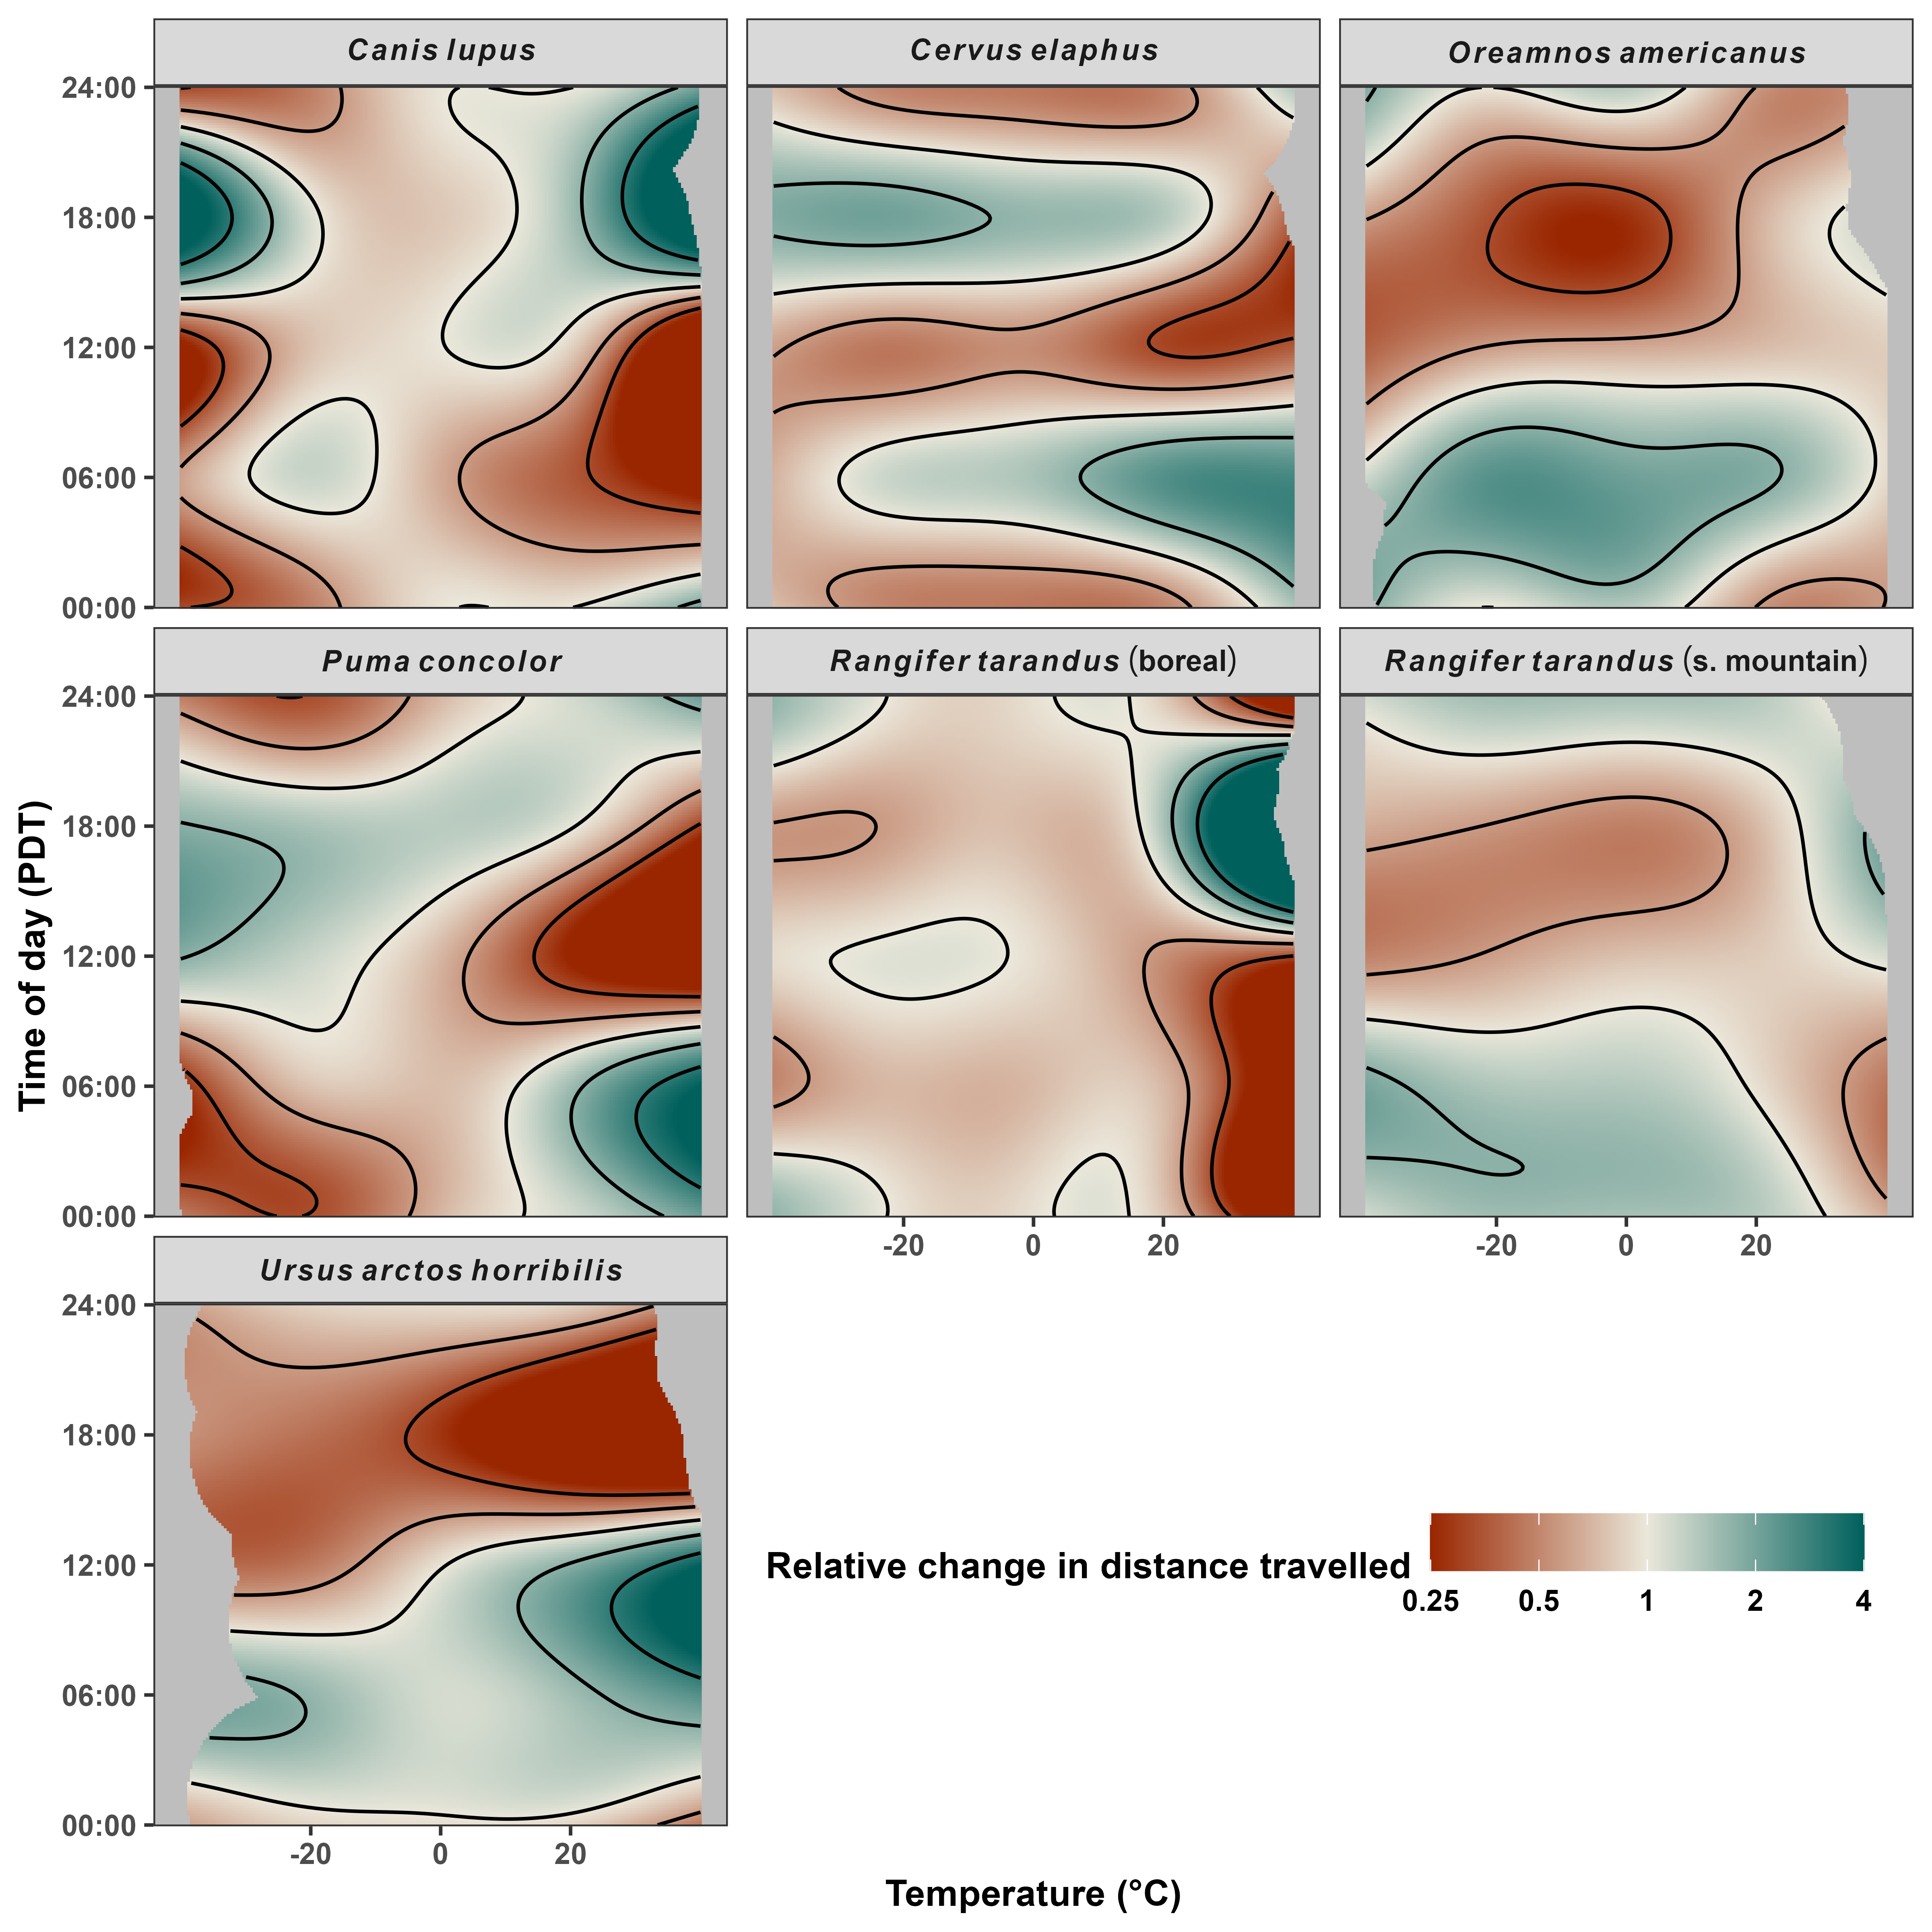 Canis lupus
Cervus elaphus
Oreamnos americanus
24:00
18:00
12:00
06:00
00:00
Puma concolor
Rangifer tarandus (boreal)
Rangifer tarandus (s. mountain)
24:00
18:00
12:00
06:00
00:00
-20 0 20
-20 0 20
Ursus arctos horribilis
24:00
18:00
12:00
06:00
00:00
-20 0 20
Time of day (PDT)
Temperature (°C)
Relative change in distance travelled
0.25 0.5 1 2 4